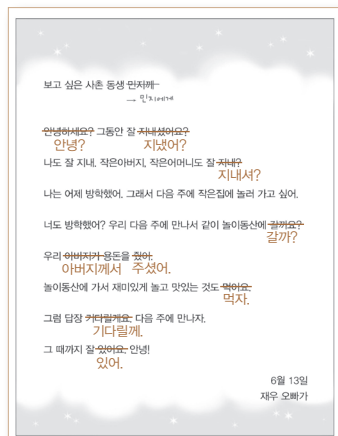 보고 싶은 사촌 동생 민지께
→ 민지에게
안녕하세요? 그동안 잘 지내셨어요?
안녕? 지냈어?
나도 잘 지내. 작은아버지, 작은어머니도 잘 지내?
지내셔?
나는 어제 방학했어. 그래서 다음 주에 작은집에 놀러 가고 싶어.
너도 방학했어? 우리 다음 주에 만나서 같이 놀이동산에 갈까요?
갈까?
우리 아버지가 용돈을 줬어.
아버지께서 주셨어.
놀이동산에 가서 재미있게 놀고 맛있는 것도 먹어요.
먹자.
그럼 답장 기다릴게요. 다음 주에 만나자.
기다릴께.
그 때까지 잘 있어요. 안녕!
있어.
6월 13일
재우 오빠가